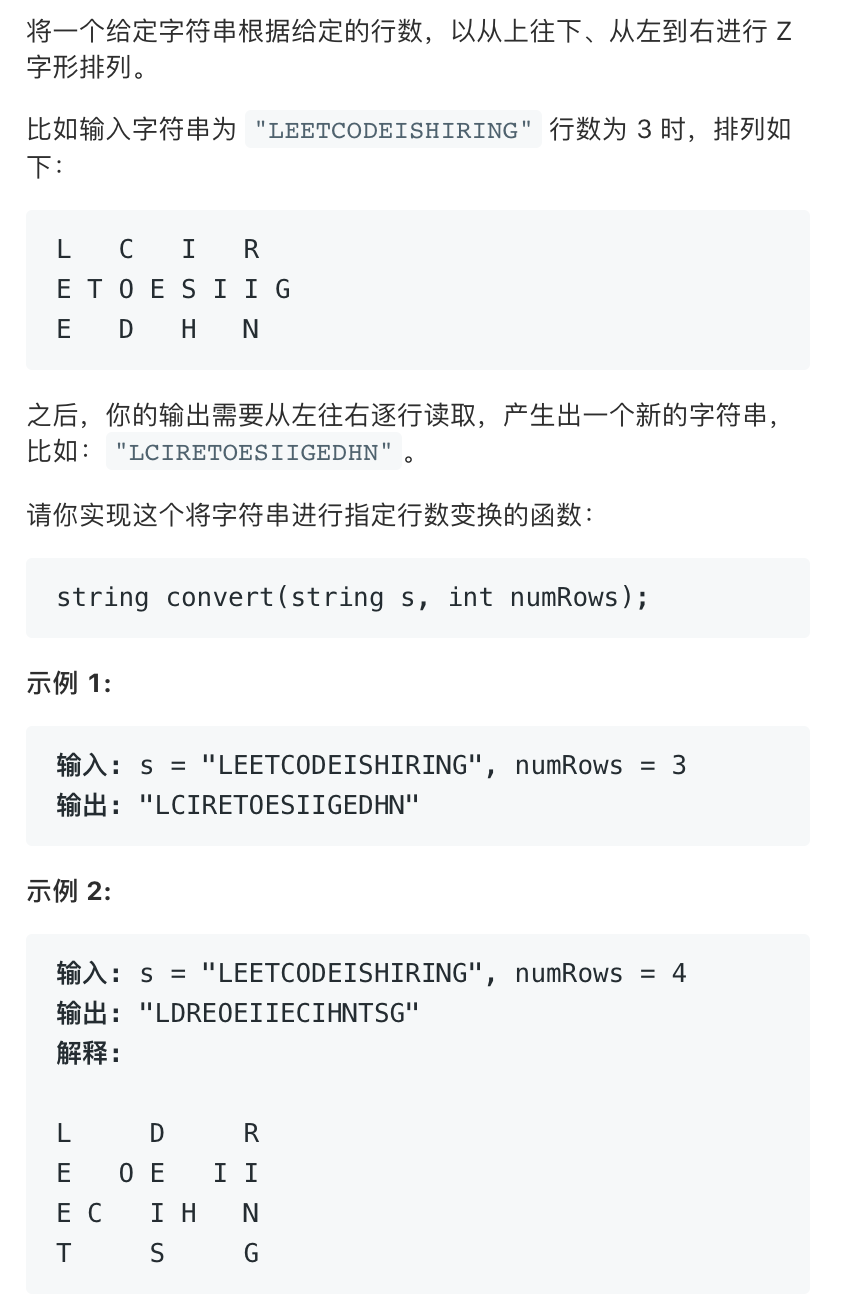 将一个给定字符串根据给定的行数，以从上往下、从左到右进行 Z
字形排列。
比如输入字符串为 "LEETCODEISHIRING" 行数为 3 时，排列如
下：
L   C   I   R
E T O E S I I G
E   D   H   N
之后，你的输出需要从左往右逐行读取，产生出一个新的字符串，
比如："LCIRETOESIIGEDHN"。
请你实现这个将字符串进行指定行数变换的函数：
string convert(string s, int numRows);
示例 1:
输入: s = "LEETCODEISHIRING", numRows = 3
输出: "LCIRETOESIIGEDHN"
示例 2:
输入: s = "LEETCODEISHIRING", numRows = 4
输出: "LDREOEIIECIHNTSG"
解释:
L     D     R
E   O E   I I
E C   I H   N
T     S     G